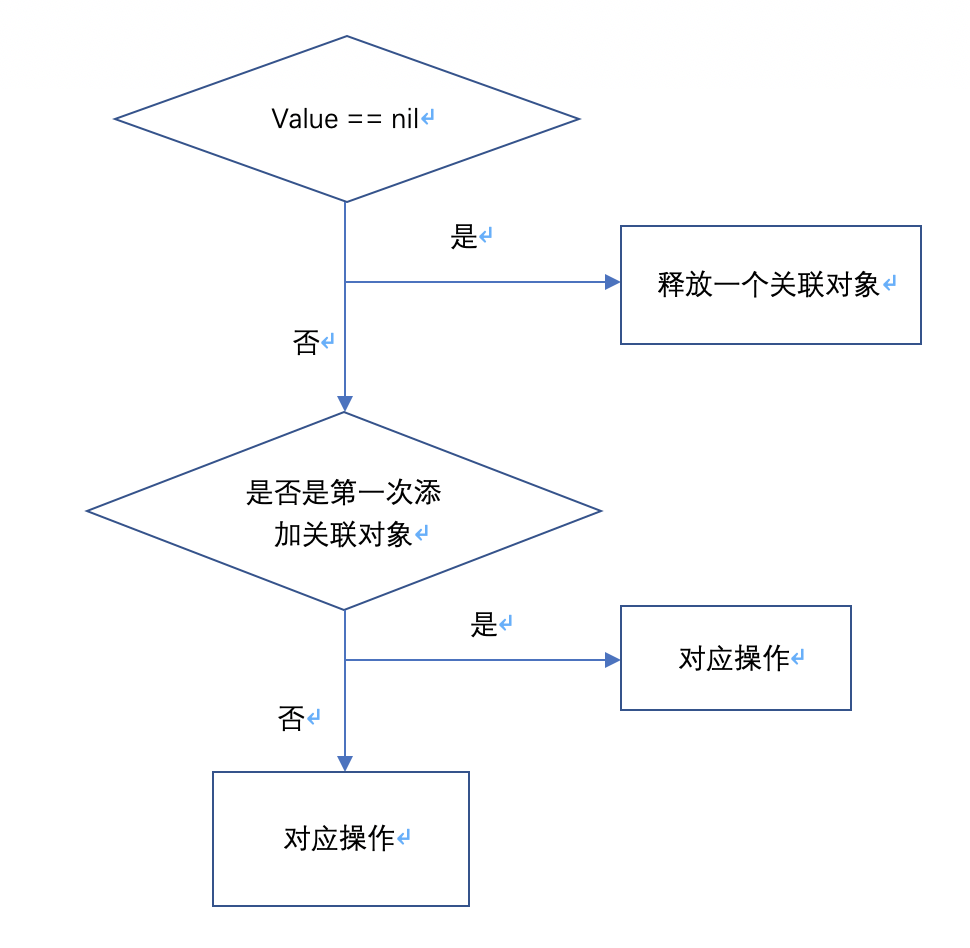 Value == nil
是
释放一个关联对象
否
是否是第一次添
加关联对象
是
对应操作
否
对应操作